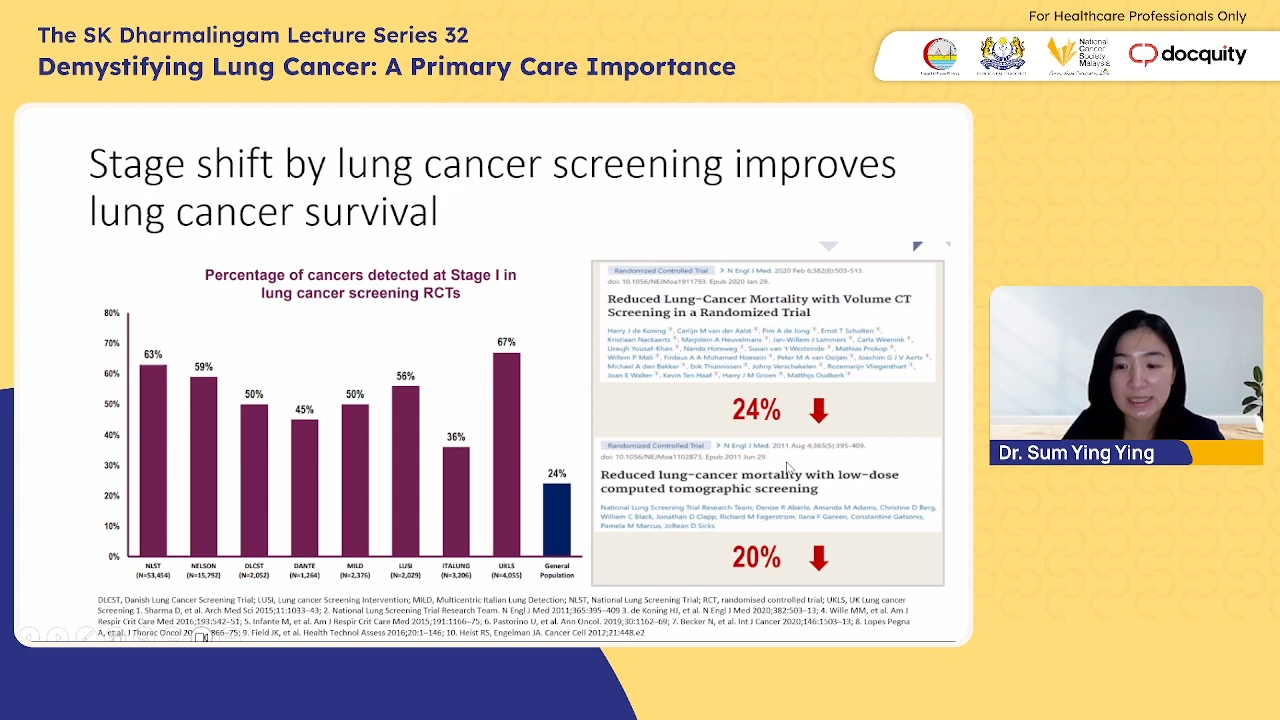 For Healthcare Professionals Only
The SK Dharmalingam Lecture Series 32
Demystifying Lung Cancer: A Primary Care Importance
National
Cancer
Society
Malaysia
docquity
Stage shift by lung cancer screening improves
lung cancer survival
Percentage of cancers detected at Stage I in
lung cancer screening RCTs
80%
70%
60%
50%
40%
30%
20%
10%
0%
63%
59%
50%
45%
50%
56%
36%
67%
24%
NLST
(N=53,454)
NELSON
(N=15,792)
DLCST
(N=2,052)
DANTE
(N=1,264)
MILD
(N=2,376)
LUSI
(N=2,029)
ITALUNG
(N=3,206)
UKLS
(N=4,055)
General
Population
Randomized Controlled Trial > N Engl J Med. 2020 Feb 6;382(6):503-513.
doi: 10.1056/NEJMoa1911793. Epub 2020 Jan 29.
Reduced Lung-Cancer Mortality with Volume CT
Screening in a Randomized Trial
Harry J de Koning, Carlijn M van der Aalst, Pim A de Jong, Ernst T Scholten,
Kristiaan Nackaerts, Marjolein A Heuvelmans, Jan-Willem J Lammers, Carla Weenink,
Uraujh Yousaf-Khan, Nanda Horeweg, Susan van 't Westeinde, Mathias Prokop,
Willem P Mali, Firdaus A A Mohamed Hoesein, Peter M A van Ooijen, Joachim G J V Aerts,
Michael A den Bakker, Erik Thunnissen, Johny Verschakelen, Rozemarijn Vliegenthart,
Joan E Walter, Kevin Ten Haaf, Harry J M Groen, Matthijs Oudkerk
24%
Randomized Controlled Trial > N Engl J Med. 2011 Aug 4;365(5):395-409.
doi: 10.1056/NEJMoa1102873. Epub 2011 Jun 29.
Reduced lung-cancer mortality with low-dose
computed tomographic screening
National Lung Screening Trial Research Team; Denise R Aberle, Amanda M Adams, Christine D Berg,
William C Black, Jonathan D Clapp, Richard M Fagerstrom, Ilana F Gareen, Constantine Gatsonis,
Pamela M Marcus, JoRean D Sicks
20%
DLCST, Danish Lung Cancer Screening Trial; LUSI, Lung cancer Screening Intervention; MILD, Multicentric Italian Lung Detection; NLST, National Lung Screening Trial; RCT, randomised controlled trial; UKLS, UK Lung cancer
Screening 1. Sharma D, et al. Arch Med Sci 2015;11:1033–43; 2. National Lung Screening Trial Research Team. N Engl J Med 2011;365:395–409 3. de Koning HJ, et al. N Engl J Med 2020;382:503–13; 4. Wille MM, et al. Am J
Respir Crit Care Med 2016;193:542–51; 5. Infante M, et al. Am J Respir Crit Care Med 2015;191:1166–75; 6. Pastorino U, et al. Ann Oncol. 2019;30:1162–69; 7. Becker N, et al. Int J Cancer 2020;146:1503–13; 8. Lopes Pegna
A, et al. J Thorac Oncol 20 866–75; 9. Field JK, et al. Health Technol Assess 2016;20:1–146; 10. Heist RS, Engelman JA. Cancer Cell 2012;21:448.e2
Dr. Sum Ying Ying